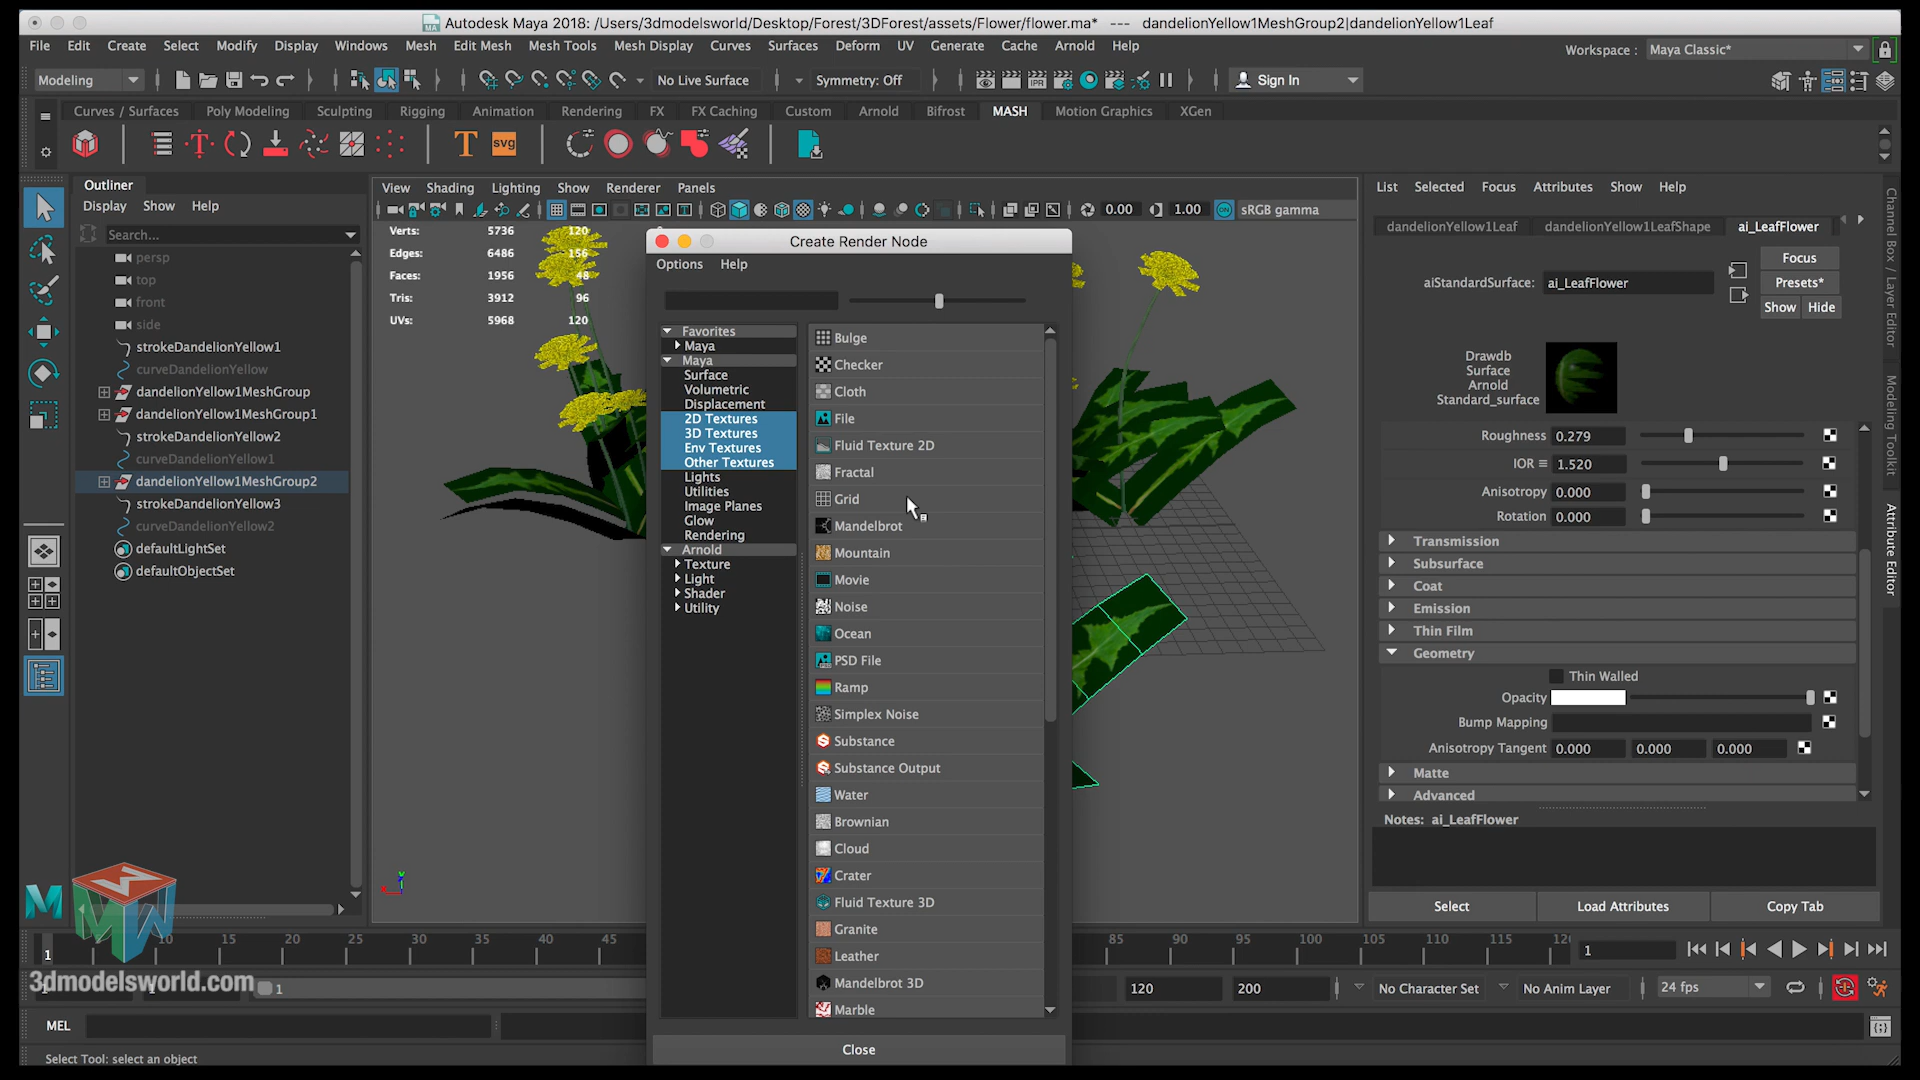 Autodesk Maya 2018: /Users/3dmodelsworld/Desktop/Forest/3DForest/assets/Flower/flower.ma* --- dandelionYellow1MeshGroup2|dandelionYellow1Leaf
File Edit Create Select Modify Display Windows Mesh Edit Mesh Mesh Tools Mesh Display Curves Surfaces Deform UV Generate Cache Arnold Help
Workspace : Maya Classic*
Modeling No Live Surface Symmetry: Off Sign In
Curves / Surfaces Poly Modeling Sculpting Rigging Animation Rendering FX FX Caching Custom Arnold Bifrost MASH Motion Graphics XGen
T svg
Outliner
Display Show Help
Search...
persp
top
front
side
strokeDandelionYellow1
curveDandelionYellow
dandelionYellow1MeshGroup
dandelionYellow1MeshGroup1
strokeDandelionYellow2
curveDandelionYellow1
dandelionYellow1MeshGroup2
strokeDandelionYellow3
curveDandelionYellow2
defaultLightSet
defaultObjectSet
View Shading Lighting Show Renderer Panels
0.00 1.00 ON sRGB gamma
Verts: 5736 120
Edges: 6486 156
Faces: 1956 48
Tris: 3912 96
UVs: 5968 120
Create Render Node
Options Help
Favorites
Maya
Maya
Surface
Volumetric
Displacement
2D Textures
3D Textures
Env Textures
Other Textures
Lights
Utilities
Image Planes
Glow
Rendering
Arnold
Texture
Light
Shader
Utility
Bulge
Checker
Cloth
File
Fluid Texture 2D
Fractal
Grid
Mandelbrot
Mountain
Movie
Noise
Ocean
PSD File
Ramp
Simplex Noise
Substance
Substance Output
Water
Brownian
Cloud
Crater
Fluid Texture 3D
Granite
Leather
Mandelbrot 3D
Marble
Close
List Selected Focus Attributes Show Help
dandelionYellow1Leaf dandelionYellow1LeafShape ai_LeafFlower
Focus
aiStandardSurface: ai_LeafFlower Presets*
Show Hide
Drawdb
Surface
Arnold
Standard_surface
Roughness 0.279
IOR 1.520
Anisotropy 0.000
Rotation 0.000
Transmission
Subsurface
Coat
Emission
Thin Film
Geometry
Thin Walled
Opacity
Bump Mapping
Anisotropy Tangent 0.000 0.000 0.000
Matte
Advanced
Notes: ai_LeafFlower
Select Load Attributes Copy Tab
Channel Box / Layer Editor
Modeling Toolkit
Attribute Editor
1 10 15 20 25 30 35 40 45 85 90 95 100 105 110 115 1
3dmodelsworld.com
1 120 200 No Character Set No Anim Layer 24 fps
MEL
Select Tool: select an object